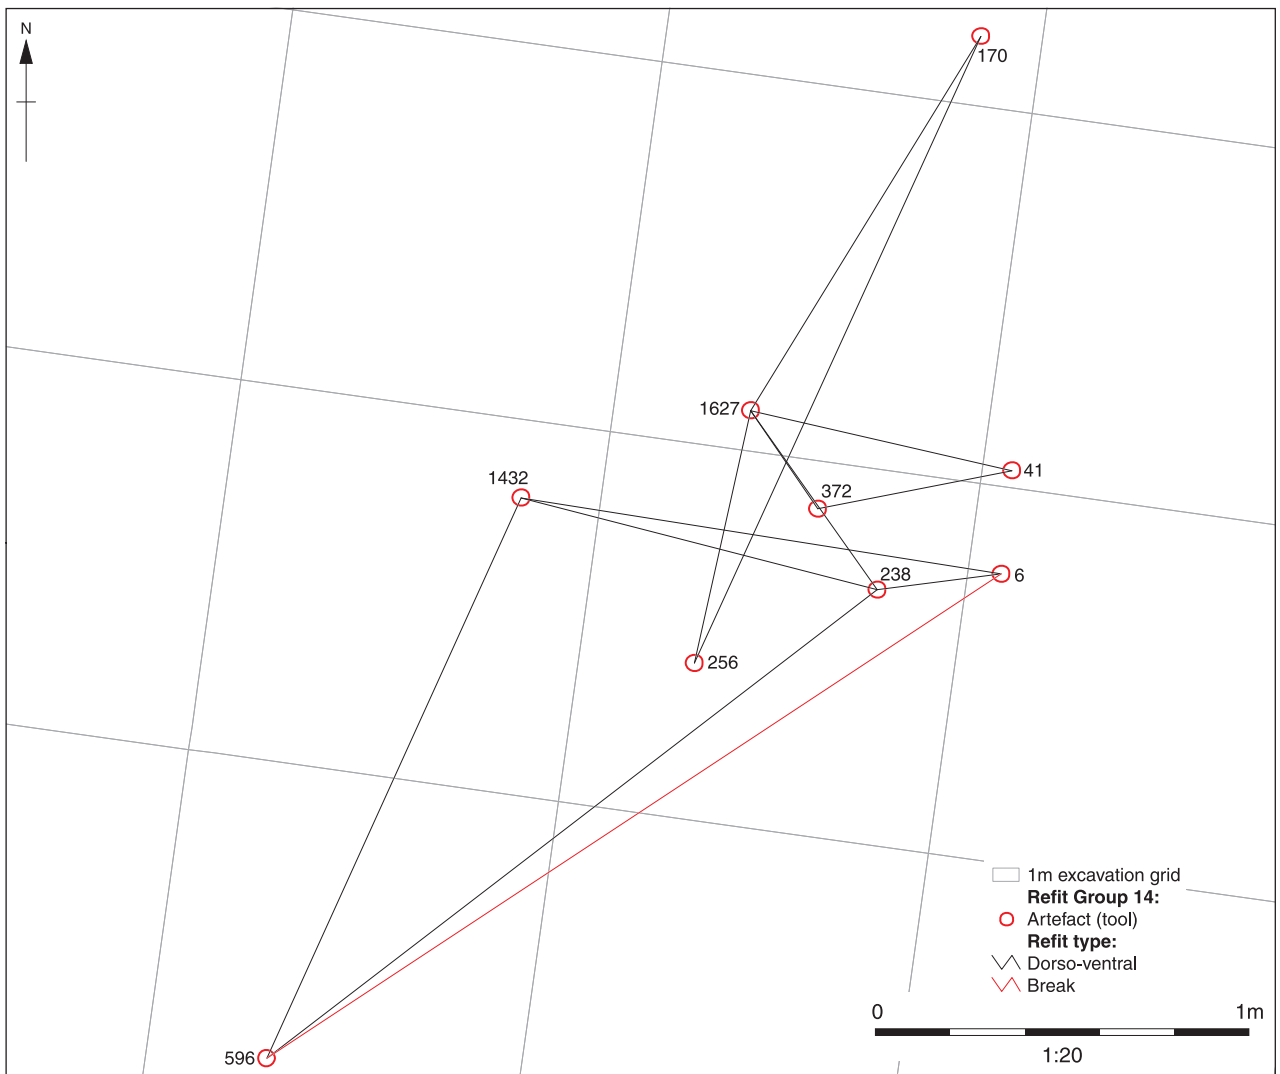 N
170
1627
41
1432
372
238
6
256
1m excavation grid
Refit Group 14:
Artefact (tool)
Refit type:
Dorso-ventral
Break
0 1m
1:20
596